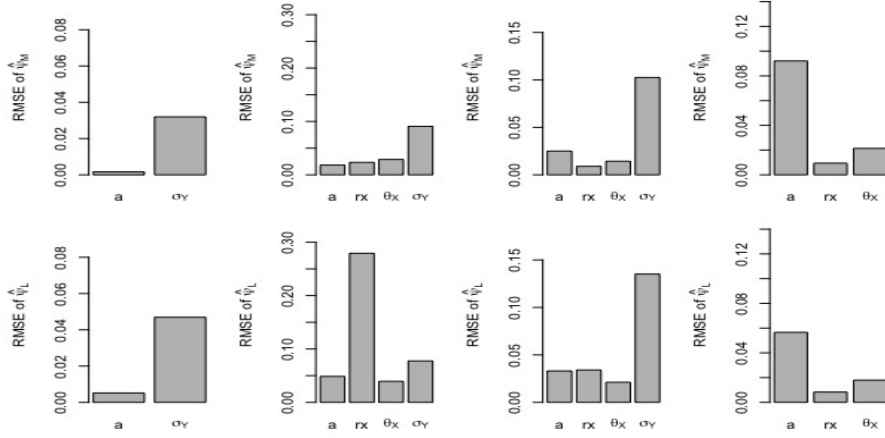 RMSE of ψ̂M
0.00 0.02 0.04 0.06 0.08
a σY
RMSE of ψ̂M
0.00 0.10 0.20 0.30
a rx θX σY
RMSE of ψ̂M
0.00 0.05 0.10 0.15
a rx θX σY
RMSE of ψ̂M
0.00 0.04 0.08 0.12
a rx θX
RMSE of ψ̂L
0.00 0.02 0.04 0.06 0.08
a σY
RMSE of ψ̂L
0.00 0.10 0.20 0.30
a rx θX σY
RMSE of ψ̂L
0.00 0.05 0.10 0.15
a rx θX σY
RMSE of ψ̂L
0.00 0.04 0.08 0.12
a rx θX